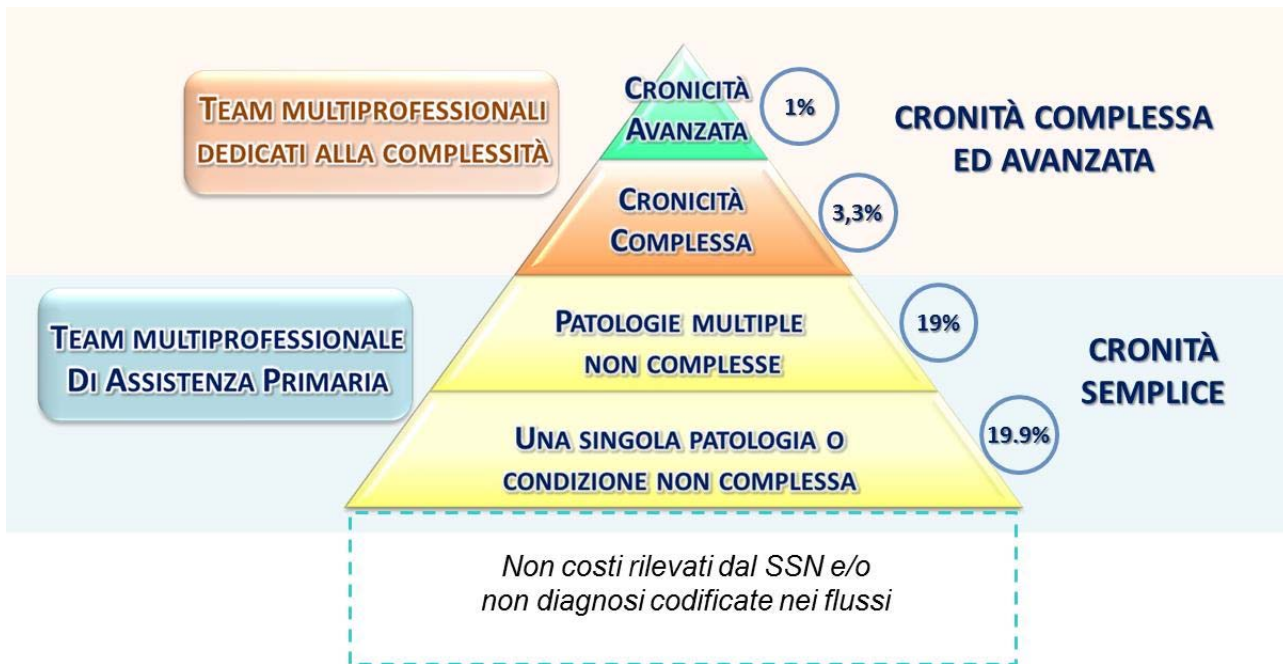 TEAM MULTIPROFESSIONALI
DEDICATI ALLA COMPLESSITÀ
CRONICITÀ
AVANZATA
1%
CRONITÀ COMPLESSA
ED AVANZATA
CRONICITÀ
COMPLESSA
3,3%
TEAM MULTIPROFESSIONALE
DI ASSISTENZA PRIMARIA
PATOLOGIE MULTIPLE
NON COMPLESSE
19%
CRONITÀ
SEMPLICE
UNA SINGOLA PATOLOGIA O
CONDIZIONE NON COMPLESSA
19.9%
Non costi rilevati dal SSN e/o
non diagnosi codificate nei flussi